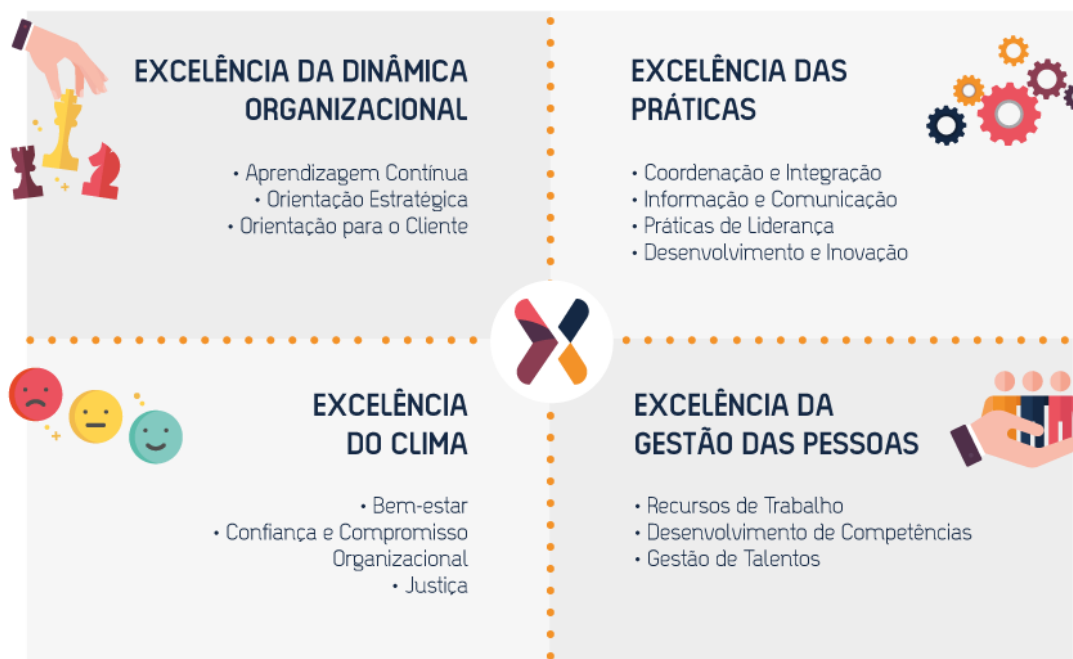 EXCELÊNCIA DA DINÂMICA
ORGANIZACIONAL
• Aprendizagem Contínua
• Orientação Estratégica
• Orientação para o Cliente
EXCELÊNCIA DAS
PRÁTICAS
• Coordenação e Integração
• Informação e Comunicação
• Práticas de Liderança
• Desenvolvimento e Inovação
EXCELÊNCIA
DO CLIMA
• Bem-estar
• Confiança e Compromisso
Organizacional
• Justiça
EXCELÊNCIA DA
GESTÃO DAS PESSOAS
• Recursos de Trabalho
• Desenvolvimento de Competências
• Gestão de Talentos